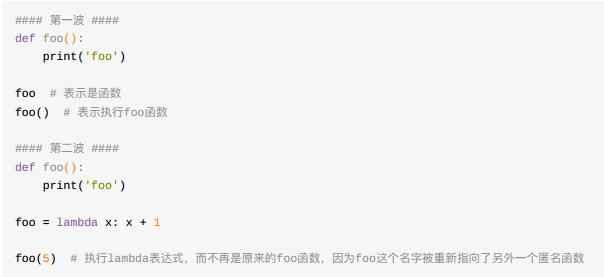 #### 第一波 ####
def foo():
    print('foo')
foo  # 表示是函数
foo()  # 表示执行foo函数
#### 第二波 ####
def foo():
    print('foo')
foo = lambda x: x + 1
foo(5)  # 执行lambda表达式，而不再是原来的foo函数，因为foo这个名字被重新指向了另外一个匿名函数